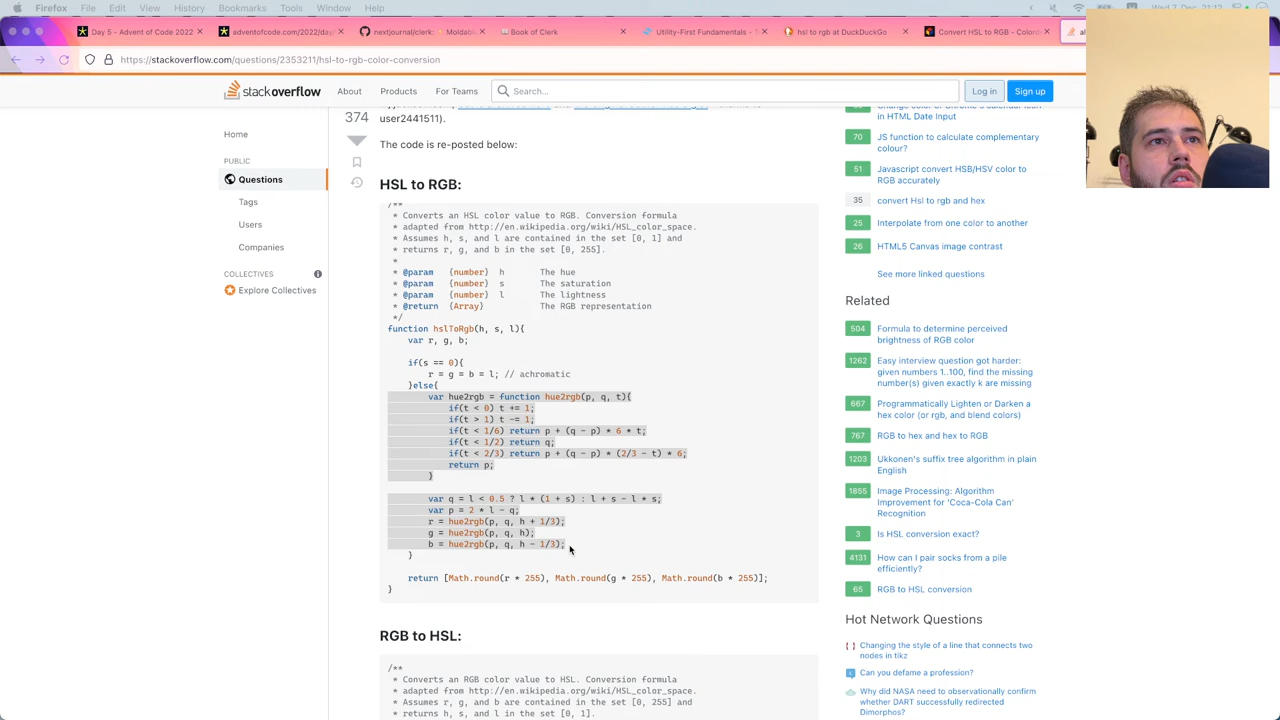 Firefox File Edit View History Bookmarks Tools Window Help
Day 5 - Advent of Code 2022
adventofcode.com/2022/day/
nextjournal/clerk:
Moldabl
Book of Clerk
Utility-First Fundamentals - T
hsl to rgb at DuckDuckGo
Convert HSL to RGB - Colord
https://stackoverflow.com/questions/2353211/hsl-to-rgb-color-conversion
stackoverflow
About
Products
For Teams
Search...
Log in
Sign up
Home
PUBLIC
Questions
Tags
Users
Companies
COLLECTIVES
Explore Collectives
374
user2441511).
The code is re-posted below:
HSL to RGB:
/**
* Converts an HSL color value to RGB. Conversion formula
* adapted from http://en.wikipedia.org/wiki/HSL_color_space.
* Assumes h, s, and l are contained in the set [0, 1] and
* returns r, g, and b in the set [0, 255].
*
* @param {number} h The hue
* @param {number} s The saturation
* @param {number} l The lightness
* @return {Array} The RGB representation
*/
function hslToRgb(h, s, l){
var r, g, b;
if(s == 0){
r = g = b = l; // achromatic
}else{
var hue2rgb = function hue2rgb(p, q, t){
if(t < 0) t += 1;
if(t > 1) t -= 1;
if(t < 1/6) return p + (q - p) * 6 * t;
if(t < 1/2) return q;
if(t < 2/3) return p + (q - p) * (2/3 - t) * 6;
return p;
}
var q = l < 0.5 ? l * (1 + s) : l + s - l * s;
var p = 2 * l - q;
r = hue2rgb(p, q, h + 1/3);
g = hue2rgb(p, q, h);
b = hue2rgb(p, q, h - 1/3);
}
return [Math.round(r * 255), Math.round(g * 255), Math.round(b * 255)];
}
RGB to HSL:
/**
* Converts an RGB color value to HSL. Conversion formula
* adapted from http://en.wikipedia.org/wiki/HSL_color_space.
* Assumes r, g, and b are contained in the set [0, 255] and
* returns h, s, and l in the set [0, 1].
in HTML Date Input
70 JS function to calculate complementary
colour?
51 Javascript convert HSB/HSV color to
RGB accurately
35 convert Hsl to rgb and hex
25 Interpolate from one color to another
26 HTML5 Canvas image contrast
See more linked questions
Related
504 Formula to determine perceived
brightness of RGB color
1262 Easy interview question got harder:
given numbers 1..100, find the missing
number(s) given exactly k are missing
667 Programmatically Lighten or Darken a
hex color (or rgb, and blend colors)
767 RGB to hex and hex to RGB
1203 Ukkonen's suffix tree algorithm in plain
English
1855 Image Processing: Algorithm
Improvement for 'Coca-Cola Can'
Recognition
3 Is HSL conversion exact?
4131 How can I pair socks from a pile
efficiently?
65 RGB to HSL conversion
Hot Network Questions
Changing the style of a line that connects two
nodes in tikz
Can you defame a profession?
Why did NASA need to observationally confirm
whether DART successfully redirected
Dimorphos?